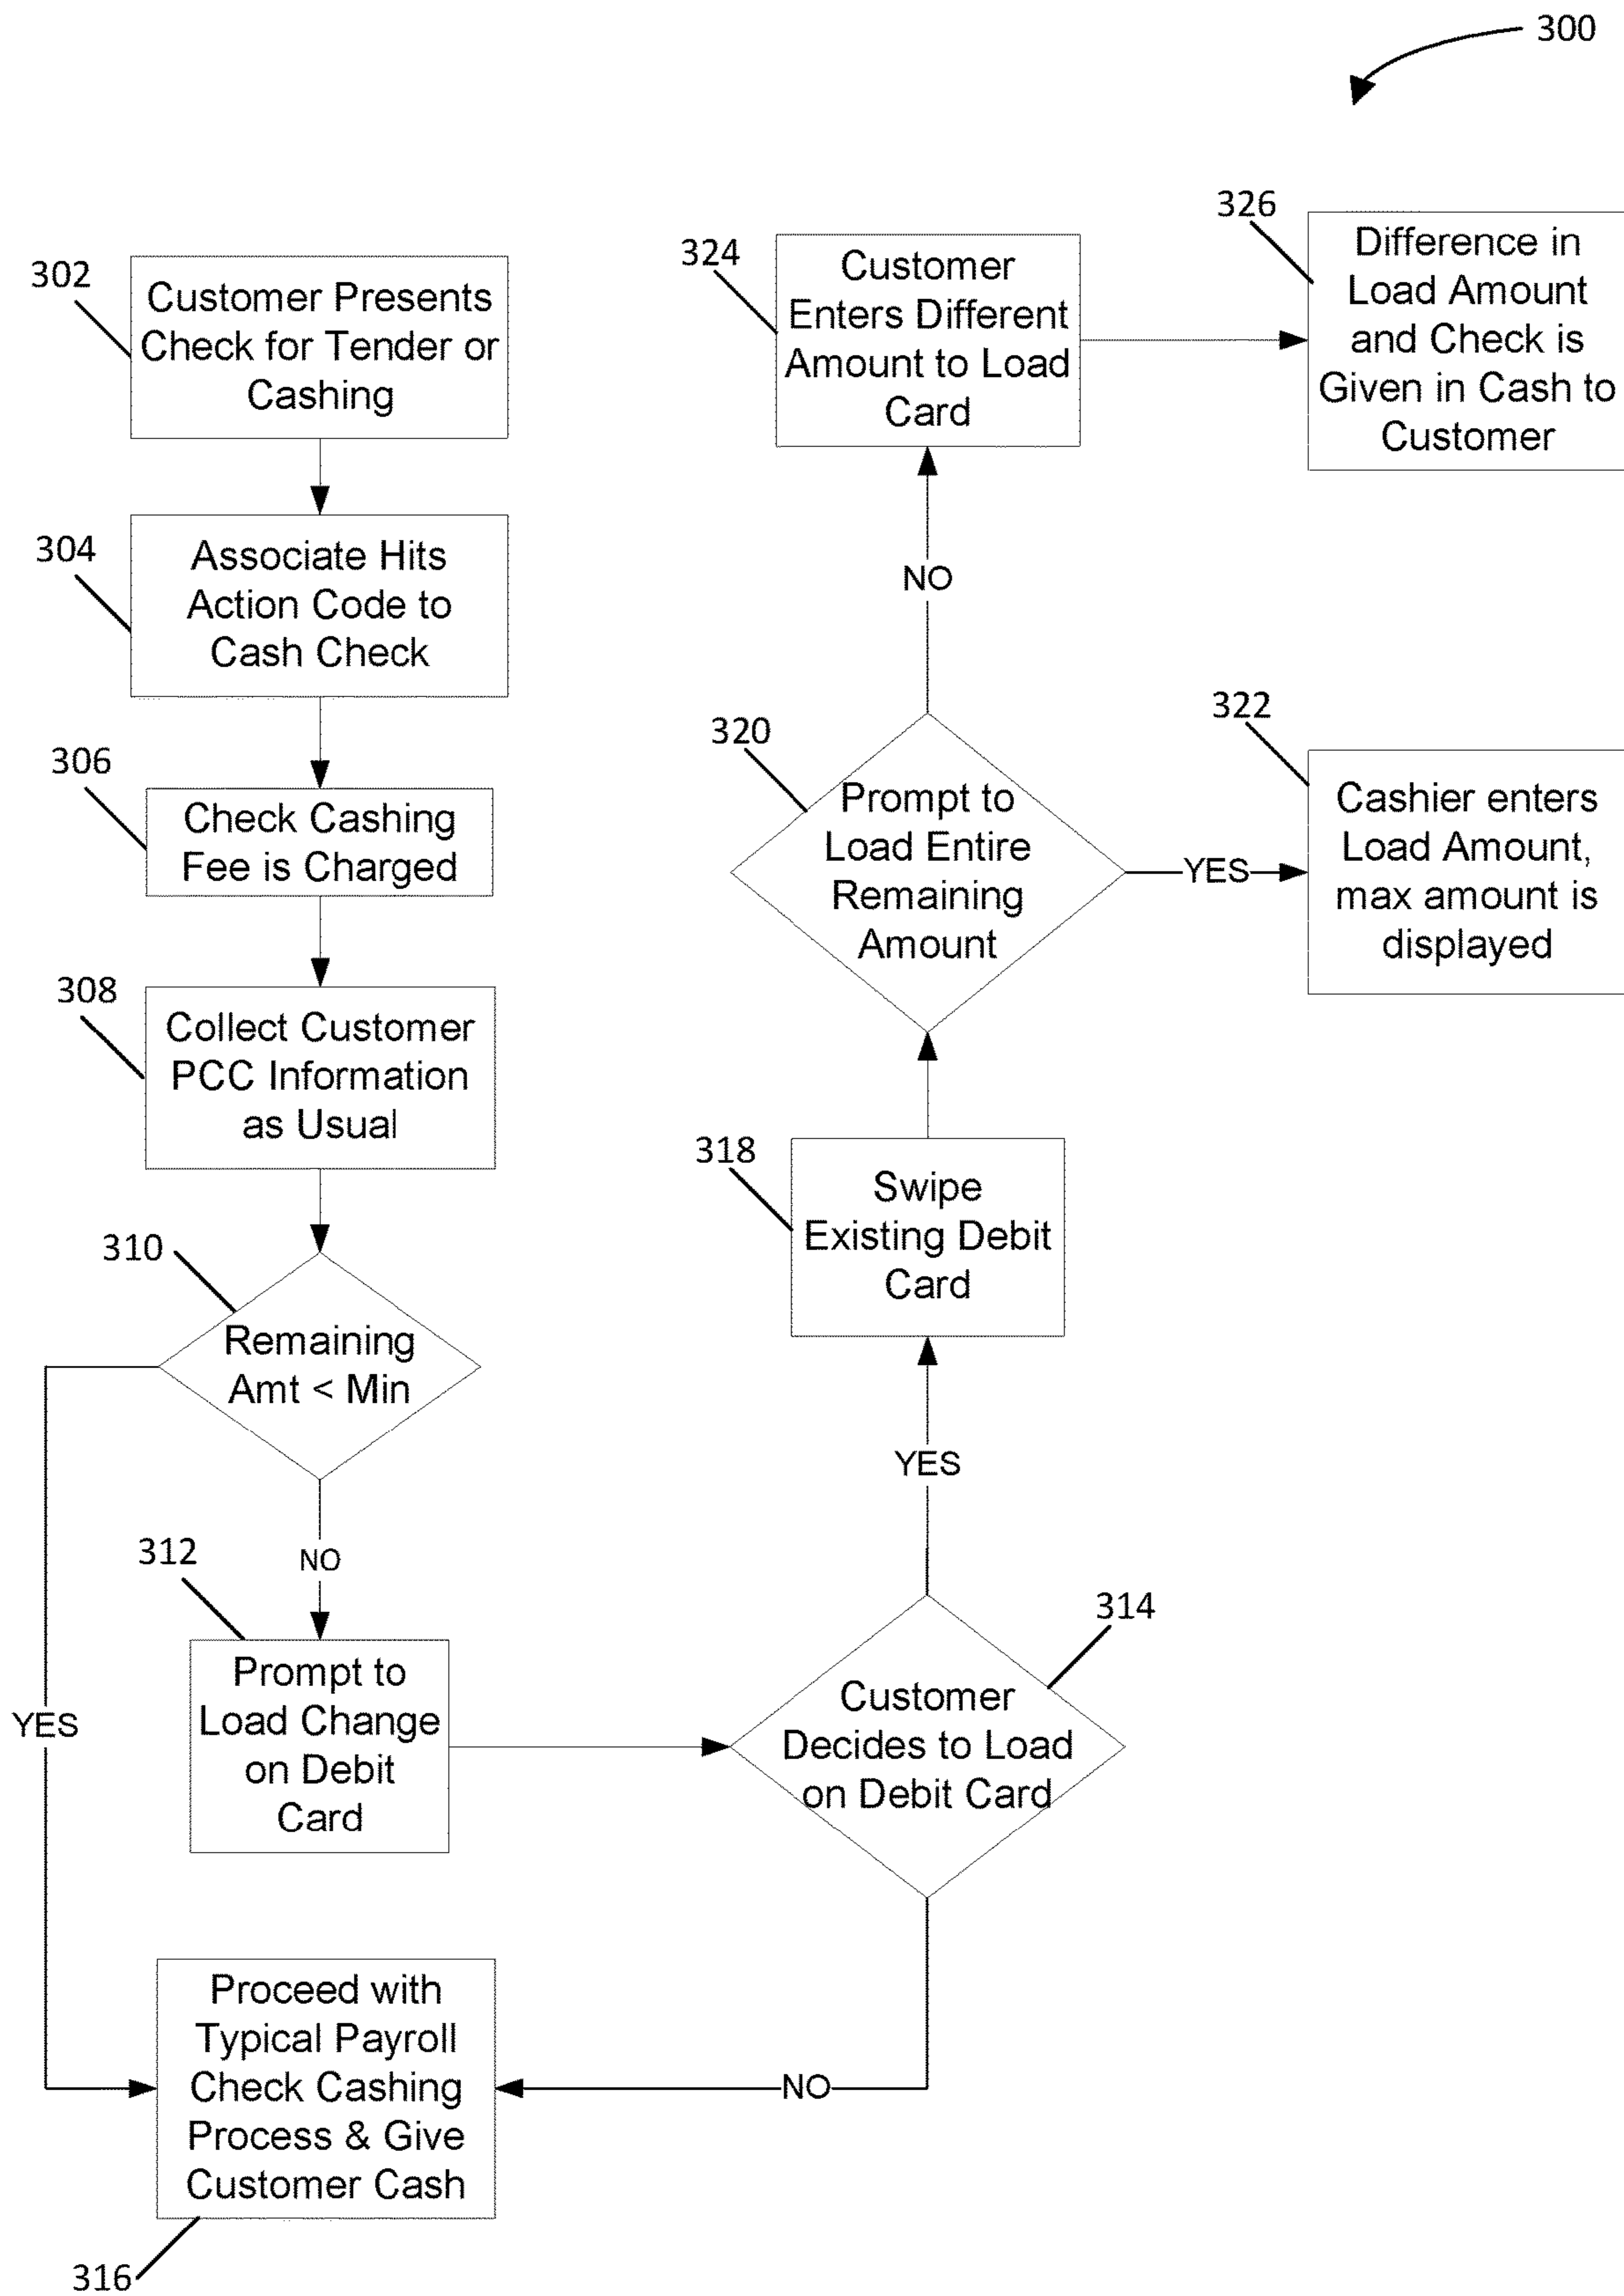 300
302
Customer Presents
Check for Tender or
Cashing
304
Associate Hits
Action Code to
Cash Check
306
Check Cashing
Fee is Charged
308
Collect Customer
PCC Information
as Usual
310
Remaining
Amt < Min
YES
NO
312
Prompt to
Load Change
on Debit
Card
314
Customer
Decides to Load
on Debit Card
NO
316
Proceed with
Typical Payroll
Check Cashing
Process & Give
Customer Cash
YES
318
Swipe
Existing Debit
Card
320
Prompt to
Load Entire
Remaining
Amount
YES
322
Cashier enters
Load Amount,
max amount is
displayed
NO
324
Customer
Enters Different
Amount to Load
Card
326
Difference in
Load Amount
and Check is
Given in Cash to
Customer